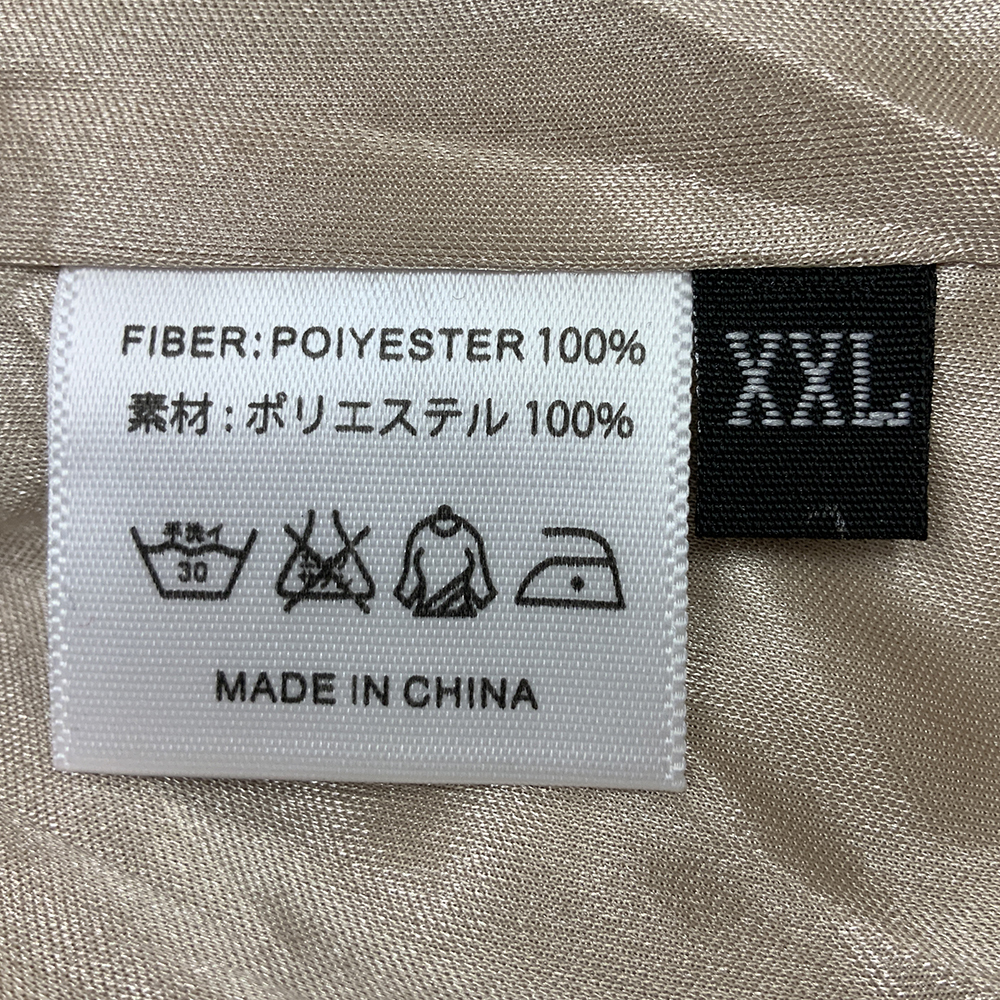 FIBER:POIYESTER 100%
素材:ポリエステル 100%
手洗イ
30
MADE IN CHINA
XXL